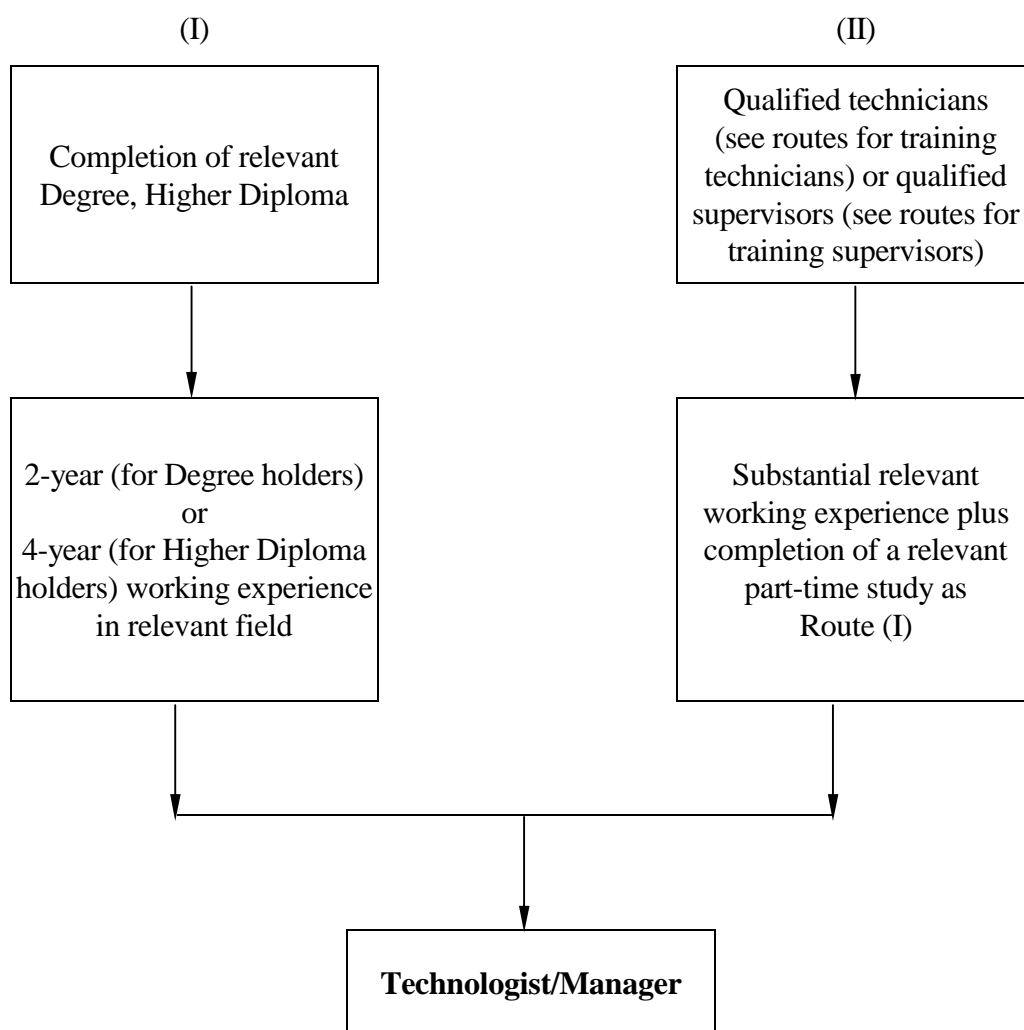 (I)
Completion of relevant
Degree, Higher Diploma
2-year (for Degree holders)
or
4-year (for Higher Diploma
holders) working experience
in relevant field
(II)
Qualified technicians
(see routes for training
technicians) or qualified
supervisors (see routes for
training supervisors)
Substantial relevant
working experience plus
completion of a relevant
part-time study as
Route (I)
Technologist/Manager